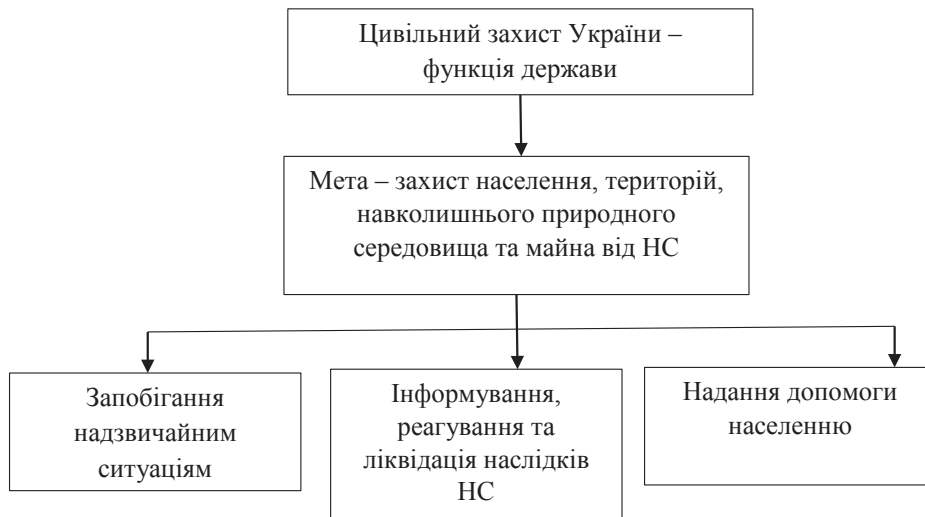 Цивільний захист України –
функція держави
Мета – захист населення, територій,
навколишнього природного
середовища та майна від НС
Запобігання
надзвичайним
ситуаціям
Інформування,
реагування та
ліквідація наслідків
НС
Надання допомоги
населенню